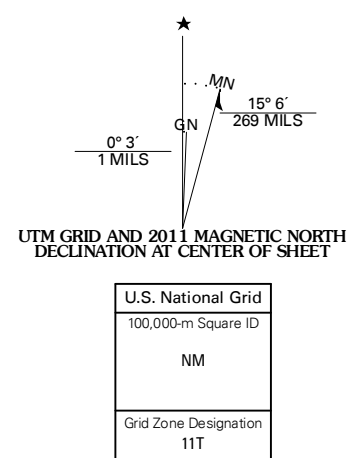 MN
15° 6´
269 MILS
GN
0° 3´
1 MILS
UTM GRID AND 2011 MAGNETIC NORTH
DECLINATION AT CENTER OF SHEET
U.S. National Grid
100,000-m Square ID
NM
Grid Zone Designation
11T